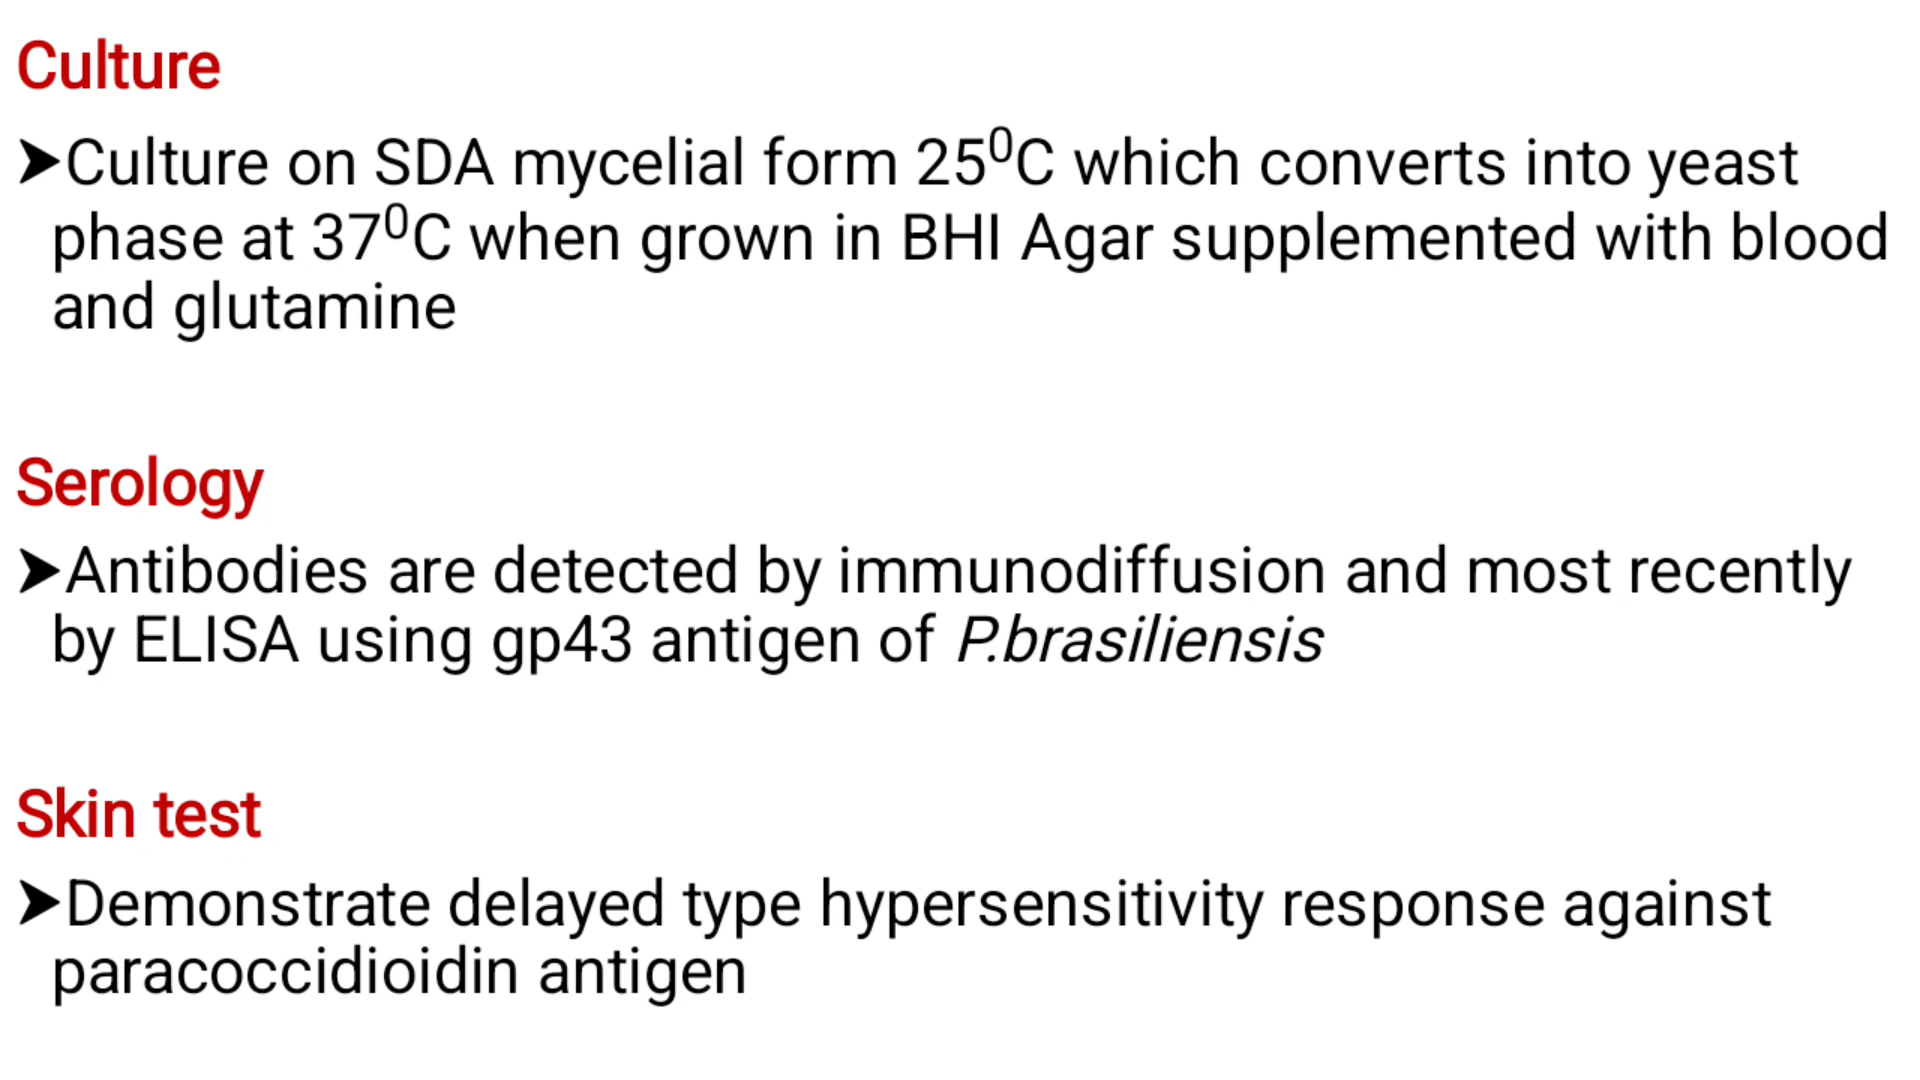 Culture
➤Culture on SDA mycelial form 25⁰C which converts into yeast
phase at 37⁰C when grown in BHI Agar supplemented with blood
and glutamine
Serology
➤Antibodies are detected by immunodiffusion and most recently
by ELISA using gp43 antigen of P.brasiliensis
Skin test
➤Demonstrate delayed type hypersensitivity response against
paracoccidioidin antigen